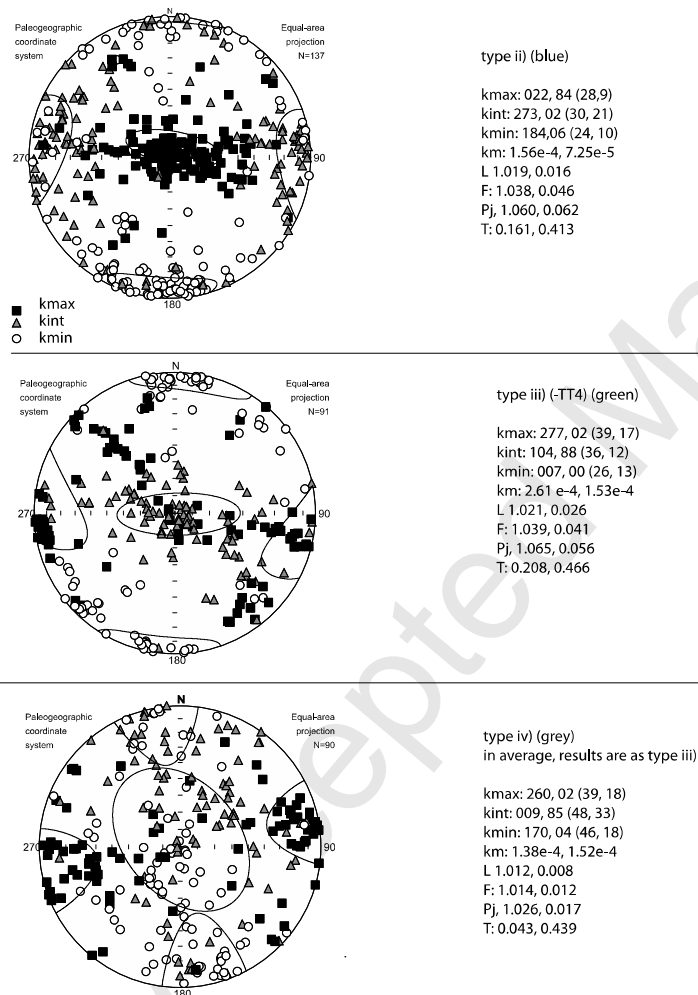 Paleogeographic
coordinate
system
N
Equal-area
projection
N=137
270
90
180
kmax
kint
kmin
type ii) (blue)
kmax: 022, 84 (28,9)
kint: 273, 02 (30, 21)
kmin: 184,06 (24, 10)
km: 1.56e-4, 7.25e-5
L 1.019, 0.016
F: 1.038, 0.046
Pj, 1.060, 0.062
T: 0.161, 0.413
Paleogeographic
coordinate
system
N
Equal-area
projection
N=91
270
90
180
type iii) (-TT4) (green)
kmax: 277, 02 (39, 17)
kint: 104, 88 (36, 12)
kmin: 007, 00 (26, 13)
km: 2.61 e-4, 1.53e-4
L 1.021, 0.026
F: 1.039, 0.041
Pj, 1.065, 0.056
T: 0.208, 0.466
Paleogeographic
coordinate
system
N
Equal-area
projection
N=90
270
90
180
type iv) (grey)
in average, results are as type iii)
kmax: 260, 02 (39, 18)
kint: 009, 85 (48, 33)
kmin: 170, 04 (46, 18)
km: 1.38e-4, 1.52e-4
L 1.012, 0.008
F: 1.014, 0.012
Pj, 1.026, 0.017
T: 0.043, 0.439
epted Ma